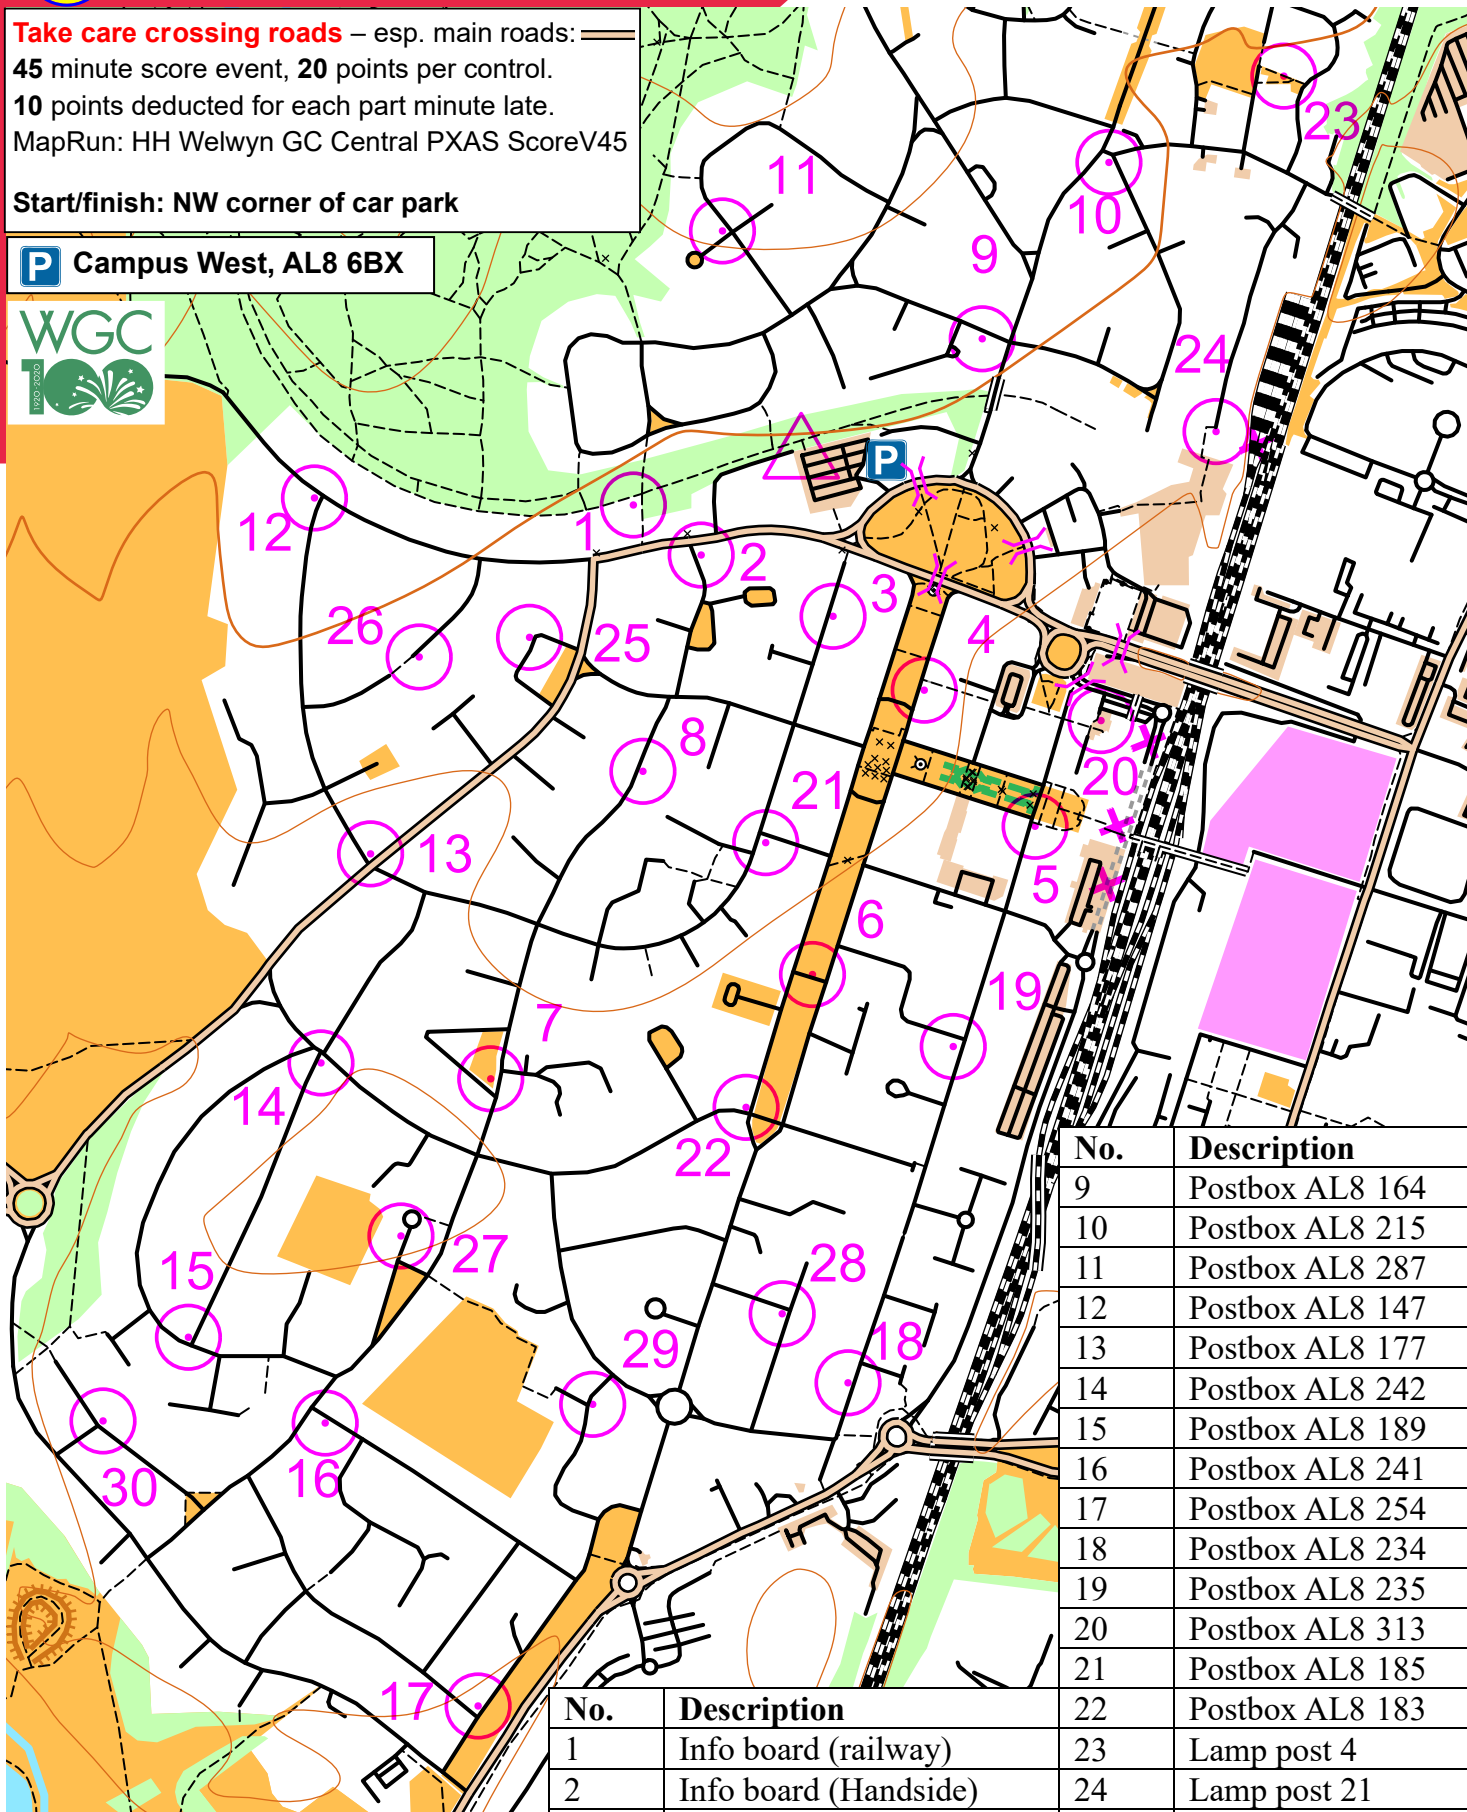 Take care crossing roads – esp. main roads:
45 minute score event, 20 points per control.
10 points deducted for each part minute late.
MapRun: HH Welwyn GC Central PXAS ScoreV45
Start/finish: NW corner of car park
P Campus West, AL8 6BX
WGC
100
1920-2020
23
11
10
9
24
P
12
1
2
3
26
25
4
8
20
21
13
5
6
19
7
14
22
27
15
28
29
18
30
16
17
No. Description
9 Postbox AL8 164
10 Postbox AL8 215
11 Postbox AL8 287
12 Postbox AL8 147
13 Postbox AL8 177
14 Postbox AL8 242
15 Postbox AL8 189
16 Postbox AL8 241
17 Postbox AL8 254
18 Postbox AL8 234
19 Postbox AL8 235
20 Postbox AL8 313
21 Postbox AL8 185
22 Postbox AL8 183
23 Lamp post 4
24 Lamp post 21
No. Description
1 Info board (railway)
2 Info board (Handside)